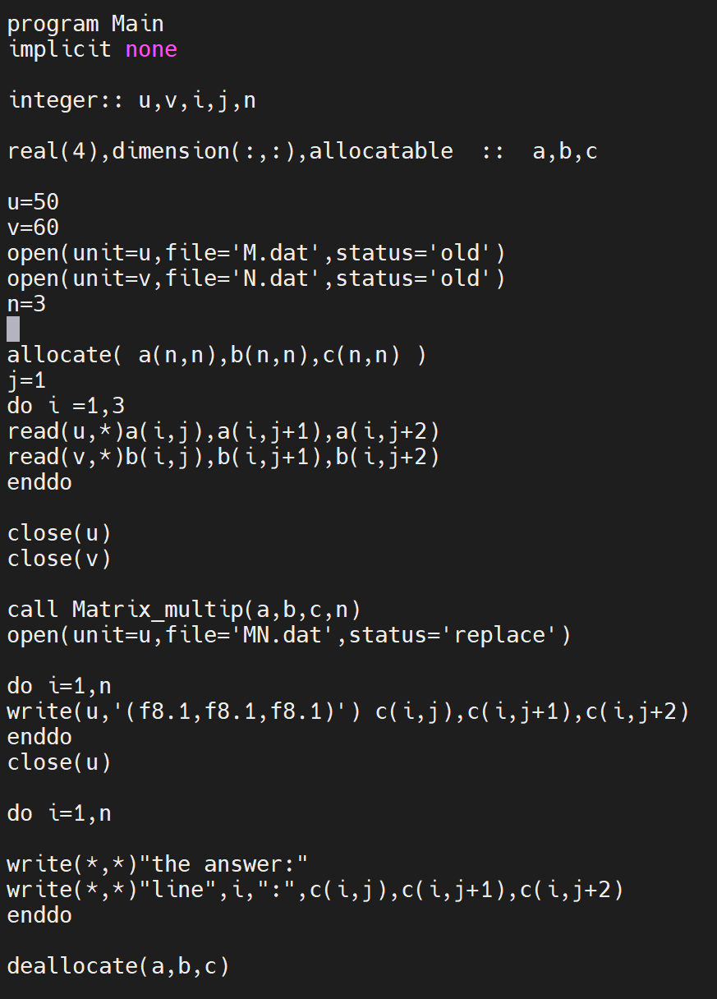 program Main
implicit none
integer:: u,v,i,j,n
real(4),dimension(:,:),allocatable  ::  a,b,c
u=50
v=60
open(unit=u,file='M.dat',status='old')
open(unit=v,file='N.dat',status='old')
n=3
allocate( a(n,n),b(n,n),c(n,n) )
j=1
do i =1,3
read(u,*)a(i,j),a(i,j+1),a(i,j+2)
read(v,*)b(i,j),b(i,j+1),b(i,j+2)
enddo
close(u)
close(v)
call Matrix_multip(a,b,c,n)
open(unit=u,file='MN.dat',status='replace')
do i=1,n
write(u,'(f8.1,f8.1,f8.1)') c(i,j),c(i,j+1),c(i,j+2)
enddo
close(u)
do i=1,n
write(*,*)"the answer:"
write(*,*)"line",i,":",c(i,j),c(i,j+1),c(i,j+2)
enddo
deallocate(a,b,c)